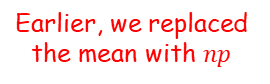 Earlier, we replaced
the mean with 𝑛𝑝